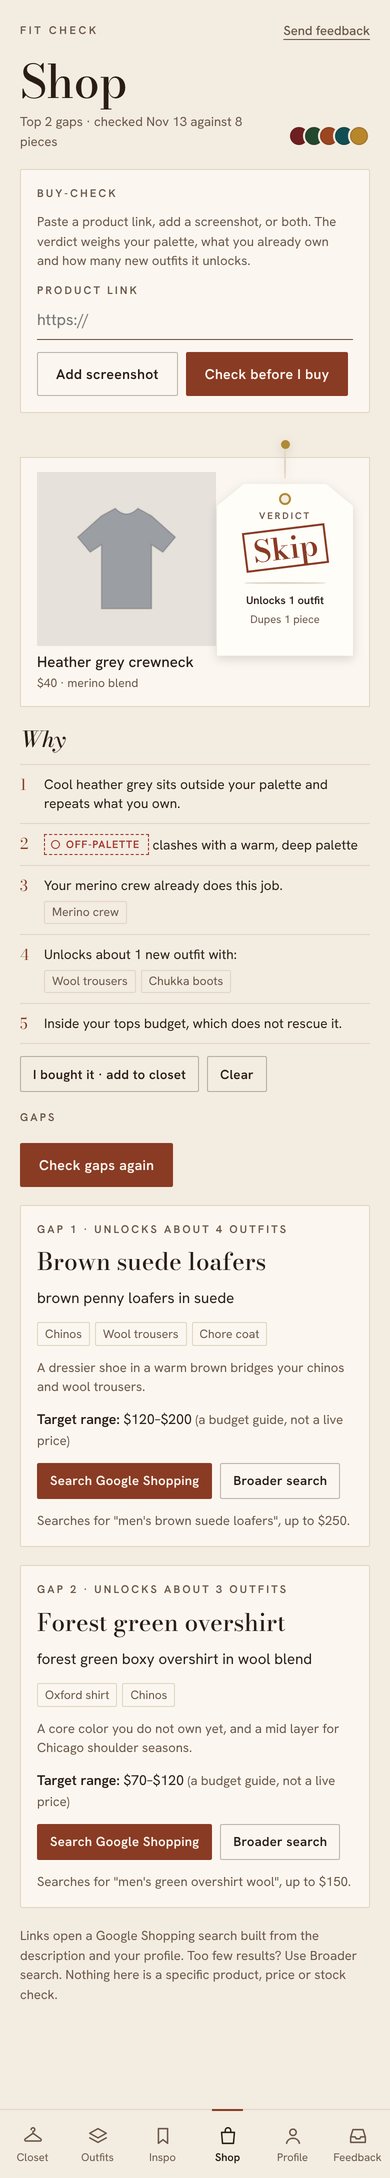 FIT CHECK
Send feedback
Shop
Top 2 gaps · checked Nov 13 against 8
pieces
BUY-CHECK
Paste a product link, add a screenshot, or both. The
verdict weighs your palette, what you already own
and how many new outfits it unlocks.
PRODUCT LINK
https://
Add screenshot
Check before I buy
VERDICT
Skip
Unlocks 1 outfit
Dupes 1 piece
Heather grey crewneck
$40 · merino blend
Why
1 Cool heather grey sits outside your palette and
repeats what you own.
2 OFF-PALETTE clashes with a warm, deep palette
3 Your merino crew already does this job.
Merino crew
4 Unlocks about 1 new outfit with:
Wool trousers Chukka boots
5 Inside your tops budget, which does not rescue it.
I bought it · add to closet Clear
GAPS
Check gaps again
GAP 1 · UNLOCKS ABOUT 4 OUTFITS
Brown suede loafers
brown penny loafers in suede
Chinos Wool trousers Chore coat
A dressier shoe in a warm brown bridges your chinos
and wool trousers.
Target range: $120–$200 (a budget guide, not a live
price)
Search Google Shopping Broader search
Searches for "men's brown suede loafers", up to $250.
GAP 2 · UNLOCKS ABOUT 3 OUTFITS
Forest green overshirt
forest green boxy overshirt in wool blend
Oxford shirt Chinos
A core color you do not own yet, and a mid layer for
Chicago shoulder seasons.
Target range: $70–$120 (a budget guide, not a live
price)
Search Google Shopping Broader search
Searches for "men's green overshirt wool", up to $150.
Links open a Google Shopping search built from the
description and your profile. Too few results? Use Broader
search. Nothing here is a specific product, price or stock
check.
Closet Outfits Inspo Shop Profile Feedback